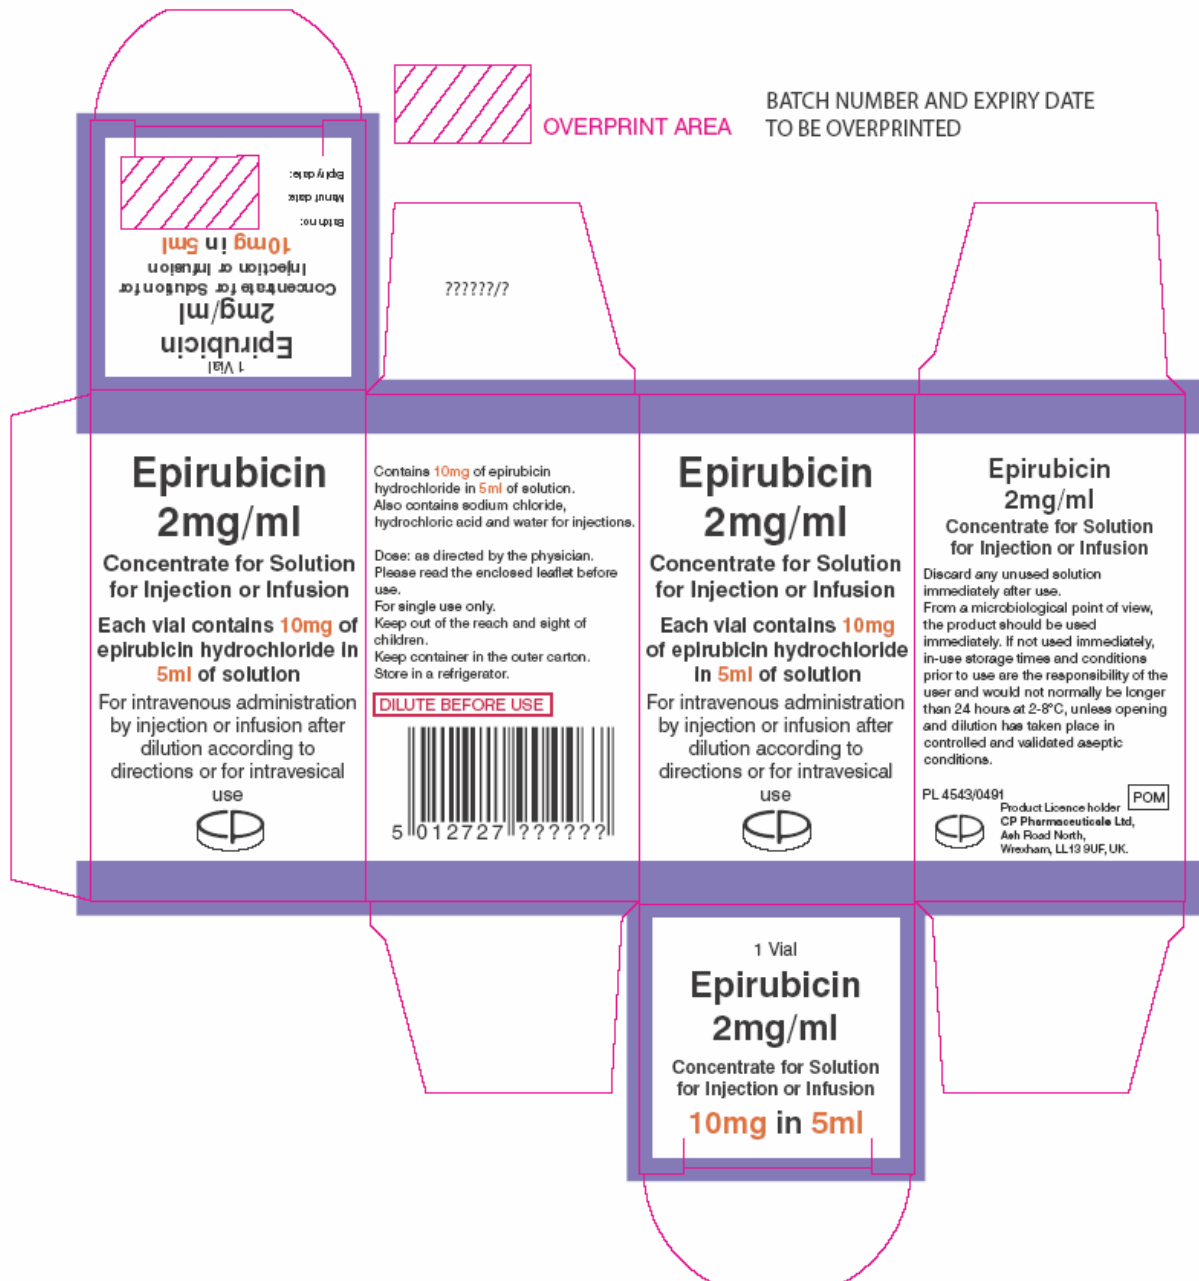 OVERPRINT AREA
BATCH NUMBER AND EXPIRY DATE
TO BE OVERPRINTED
1 Vial
Epirubicin
2mg/ml
Concentrate for Solution for
Injection or Infusion
10mg in 5ml
Batch no:
Manuf date:
Expiry date:
??????/?
Epirubicin
2mg/ml
Concentrate for Solution
for Injection or Infusion
Each vial contains 10mg of
epirubicin hydrochloride in
5ml of solution
For intravenous administration
by injection or infusion after
dilution according to
directions or for intravesical
use
CP
Contains 10mg of epirubicin
hydrochloride in 5ml of solution.
Also contains sodium chloride,
hydrochloric acid and water for injections.
Dose: as directed by the physician.
Please read the enclosed leaflet before
use.
For single use only.
Keep out of the reach and sight of
children.
Keep container in the outer carton.
Store in a refrigerator.
DILUTE BEFORE USE
5 012727 ??????
Epirubicin
2mg/ml
Concentrate for Solution
for Injection or Infusion
Each vial contains 10mg
of epirubicin hydrochloride
in 5ml of solution
For intravenous administration
by injection or infusion after
dilution according to
directions or for intravesical
use
CP
Epirubicin
2mg/ml
Concentrate for Solution
for Injection or Infusion
Discard any unused solution
immediately after use.
From a microbiological point of view,
the product should be used
immediately. If not used immediately,
in-use storage times and conditions
prior to use are the responsibility of the
user and would not normally be longer
than 24 hours at 2-8°C, unless opening
and dilution has taken place in
controlled and validated aseptic
conditions.
PL 4543/0491
POM
CP
Product Licence holder
CP Pharmaceuticals Ltd,
Ash Road North,
Wrexham, LL13 9UF, UK.
1 Vial
Epirubicin
2mg/ml
Concentrate for Solution
for Injection or Infusion
10mg in 5ml